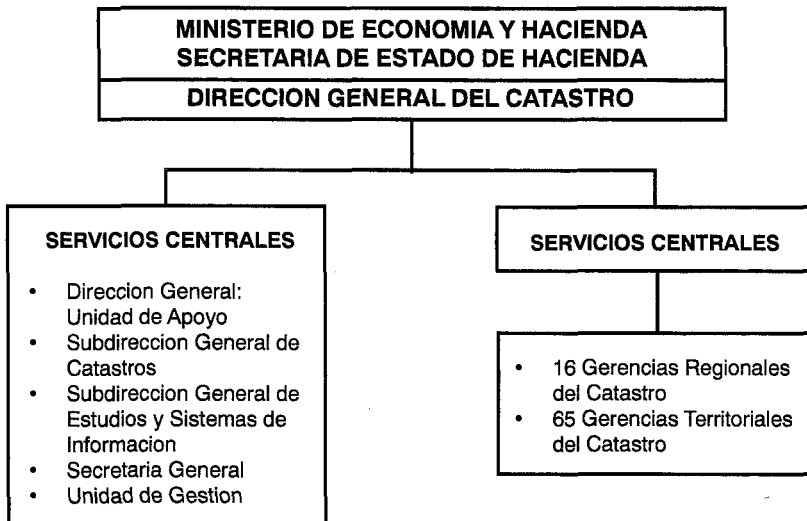 MINISTERIO DE ECONOMIA Y HACIENDA
SECRETARIA DE ESTADO DE HACIENDA
DIRECCION GENERAL DEL CATASTRO
SERVICIOS CENTRALES
• Direccion General:
Unidad de Apoyo
• Subdireccion General de
Catastros
• Subdireccion General de
Estudios y Sistemas de
Informacion
• Secretaria General
• Unidad de Gestion
SERVICIOS CENTRALES
• 16 Gerencias Regionales
del Catastro
• 65 Gerencias Territoriales
del Catastro